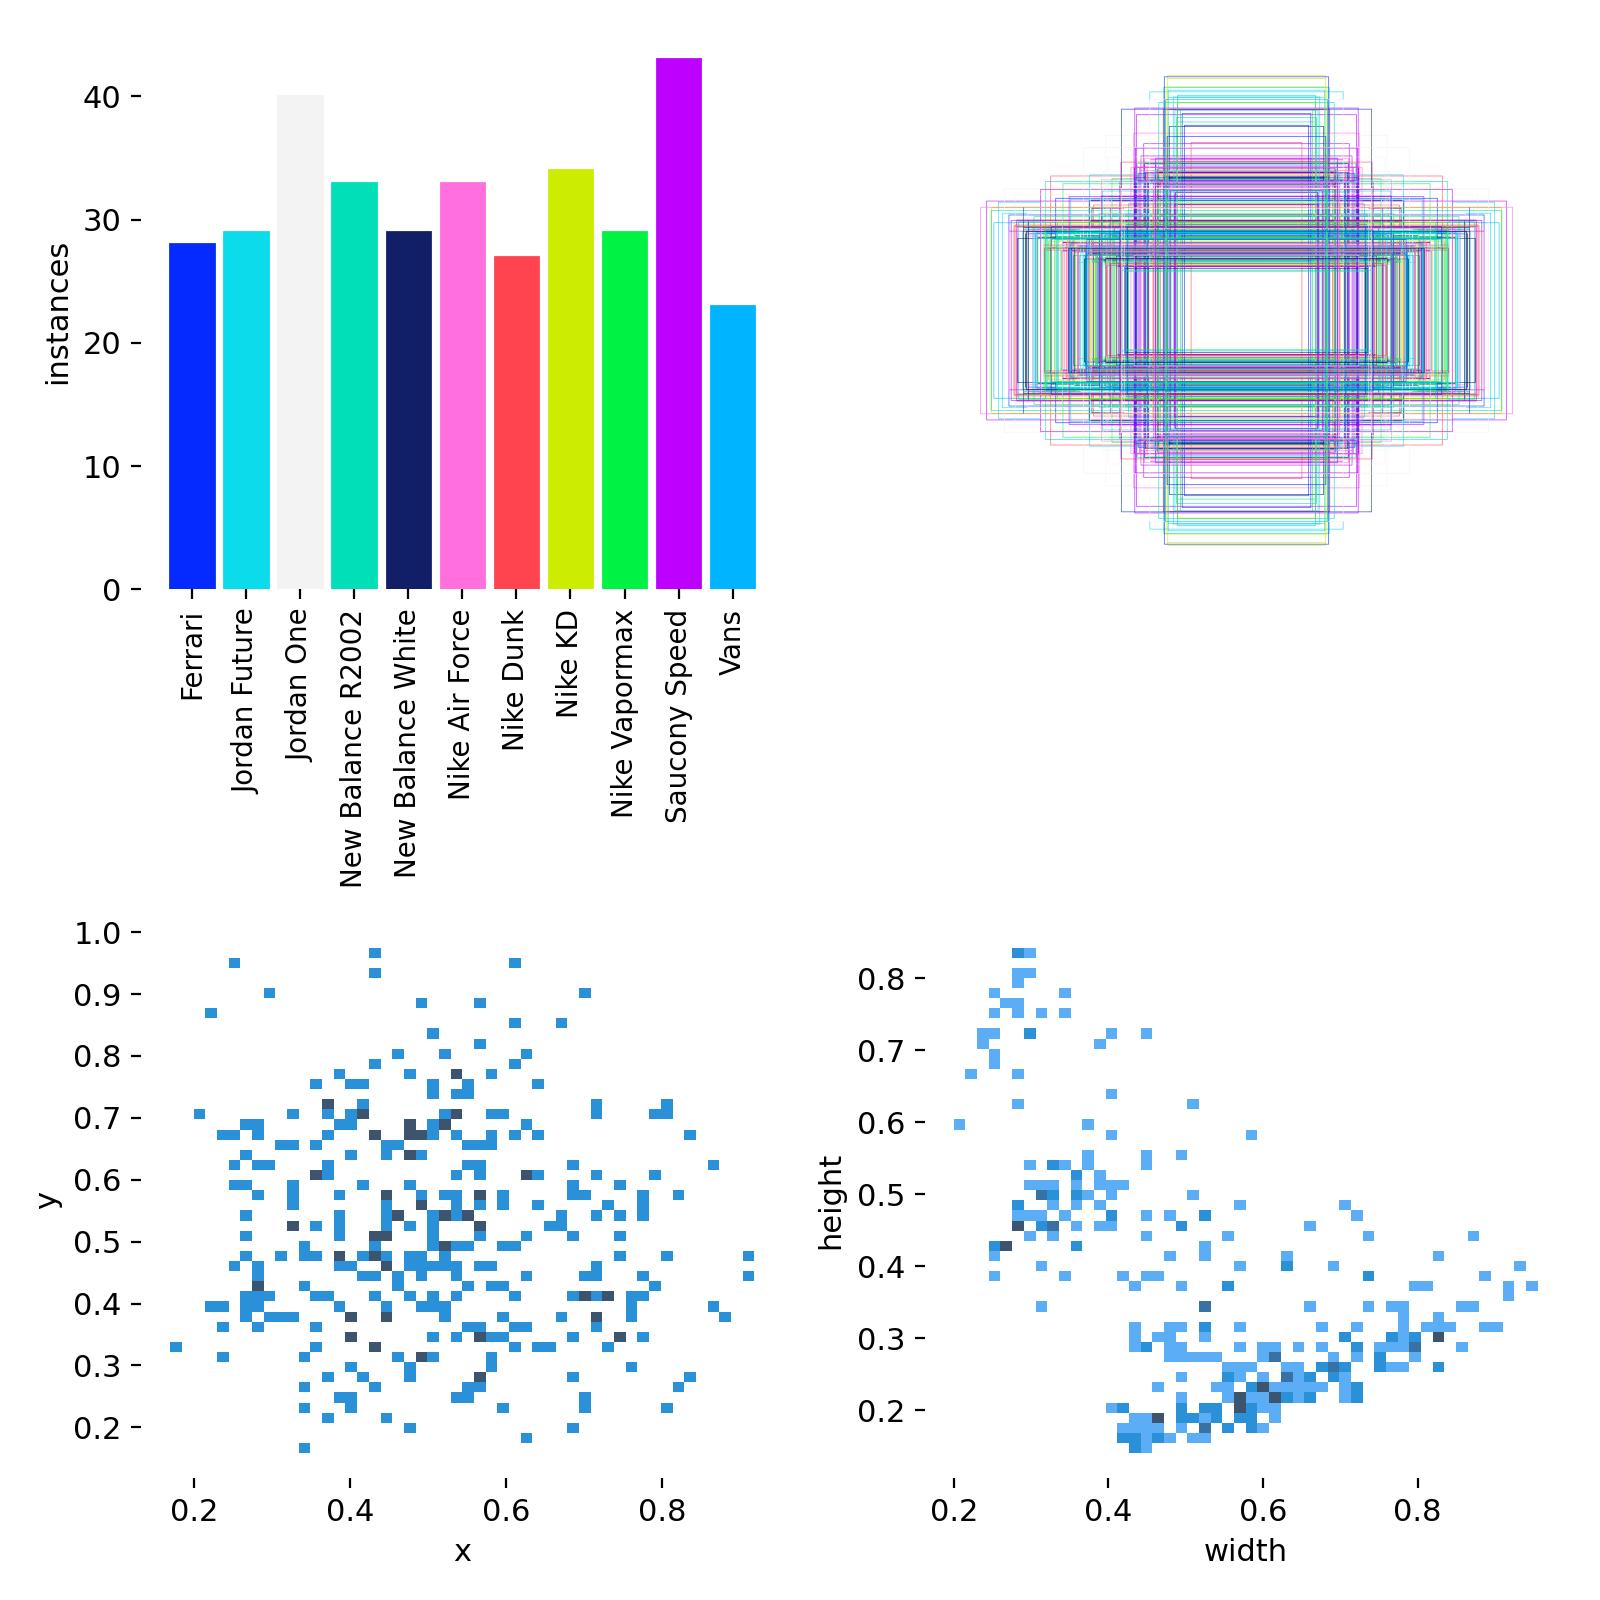 40
30
20
10
0
instances
Ferrari
Jordan Future
Jordan One
New Balance R2002
New Balance White
Nike Air Force
Nike Dunk
Nike KD
Nike Vapormax
Saucony Speed
Vans
1.0
0.9
0.8
0.7
0.6
0.5
0.4
0.3
0.2
y
0.2 0.4 0.6 0.8
x
0.8
0.7
0.6
0.5
0.4
0.3
0.2
height
0.2 0.4 0.6 0.8
width